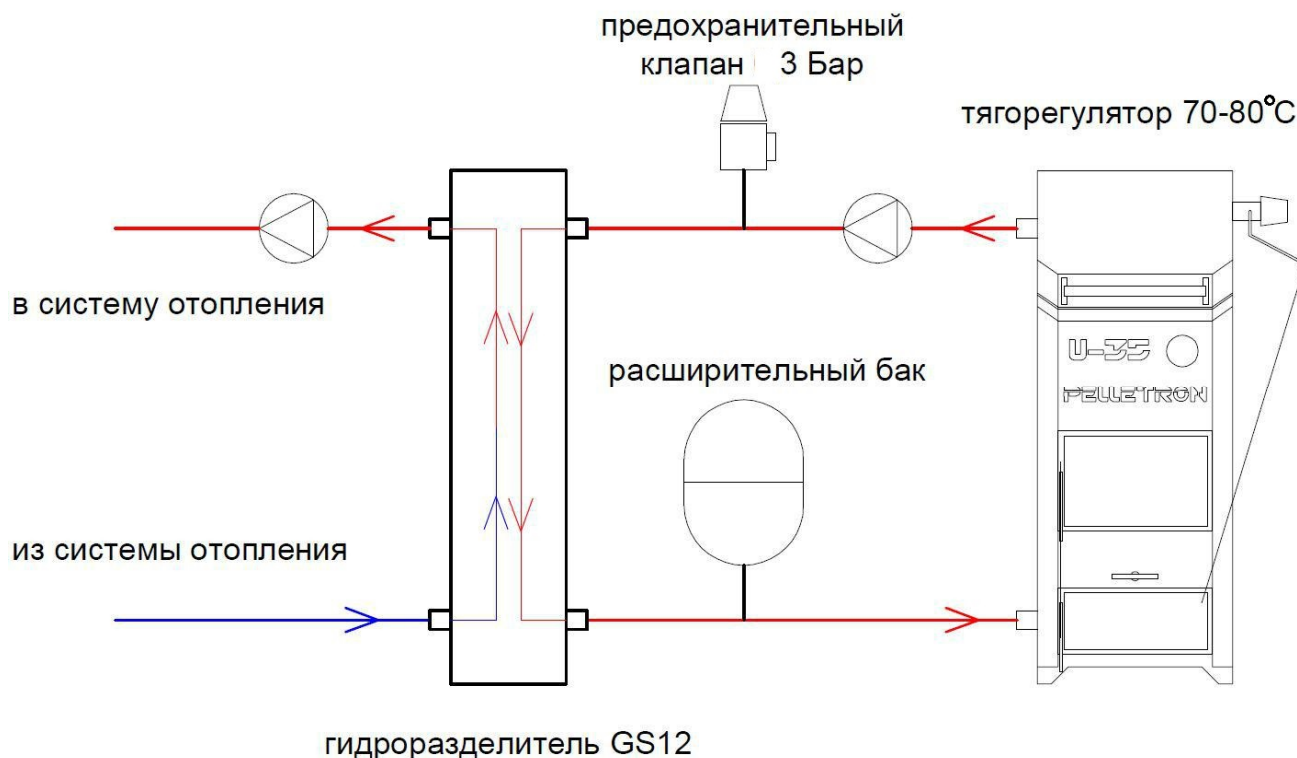 предохранительный
клапан 3 Бар
тягорегулятор 70-80°С
в систему отопления
U-35
PELLETRON
расширительный бак
из системы отопления
гидроразделитель GS12